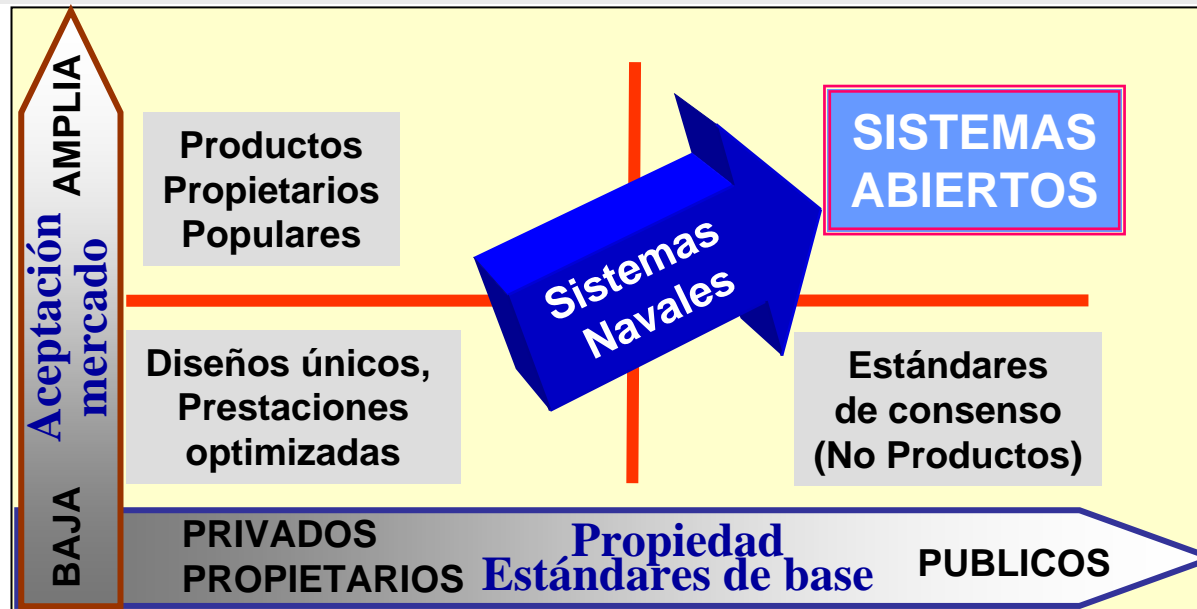 AMPLIA
Aceptación
mercado
BAJA
Productos
Propietarios
Populares
Sistemas
Navales
SISTEMAS
ABIERTOS
Diseños únicos,
Prestaciones
optimizadas
Estándares
de consenso
(No Productos)
PRIVADOS
PROPIETARIOS
Propiedad
Estándares de base
PUBLICOS